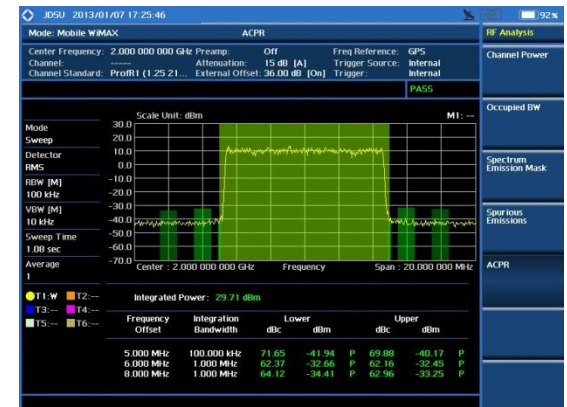 JDSU 2013/01/07 17:25:46 92%
Mode: Mobile WiMAX ACPR RF Analysis
Center Frequency: 2.000 000 000 GHz Preamp: Off Freq Reference: GPS
Channel: ----- Attenuation: 15 dB [A] Trigger Source: Internal
Channel Standard: ProfR1 (1.25 21... External Offset: 36.00 dB [On] Trigger: Internal
Channel Power
PASS
Occupied BW
Spectrum
Emission Mask
Spurious
Emissions
ACPR
Scale Unit: dBm M1: --
Mode
Sweep
Detector
RMS
RBW [M]
100 kHz
VBW [M]
10 kHz
Sweep Time
1.08 sec
Average
1
T1:W T2:--
T3:-- T4:--
T5:-- T6:--
30.0
20.0
10.0
0.0
-10.0
-20.0
-30.0
-40.0
-50.0
-60.0
-70.0
Center : 2.000 000 000 GHz Frequency Span : 20.000 000 MHz
Integrated Power: 29.71 dBm
Frequency Integration Lower Upper
Offset Bandwidth dBc dBm dBc dBm
5.000 MHz 100.000 kHz 71.65 -41.94 P 69.88 -40.17 P
6.000 MHz 1.000 MHz 62.37 -32.66 P 62.16 -32.45 P
8.000 MHz 1.000 MHz 64.12 -34.41 P 62.96 -33.25 P